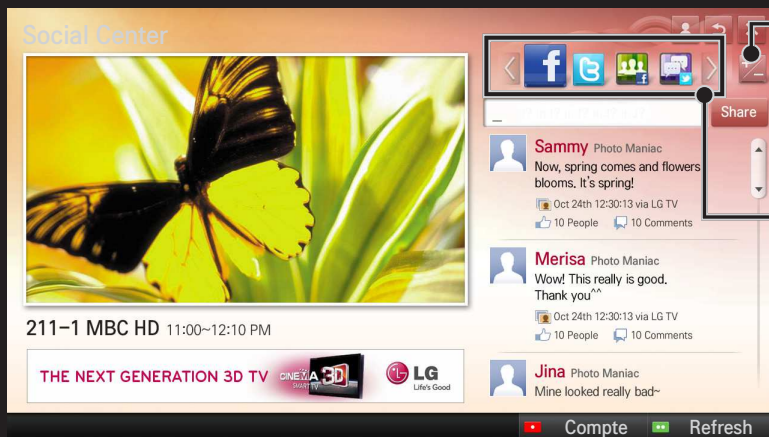 Social Center
Share
Sammy Photo Maniac
Now, spring comes and flowers
blooms. It's spring!
Oct 24th 12:30:13 via LG TV
10 People 10 Comments
Merisa Photo Maniac
Wow! This really is good.
Thank you^^
Oct 24th 12:30:13 via LG TV
10 People 10 Comments
Jina Photo Maniac
Mine looked really bad~
211-1 MBC HD 11:00~12:10 PM
THE NEXT GENERATION 3D TV CINEMA 3D SMART TV LG Life's Good
Compte Refresh